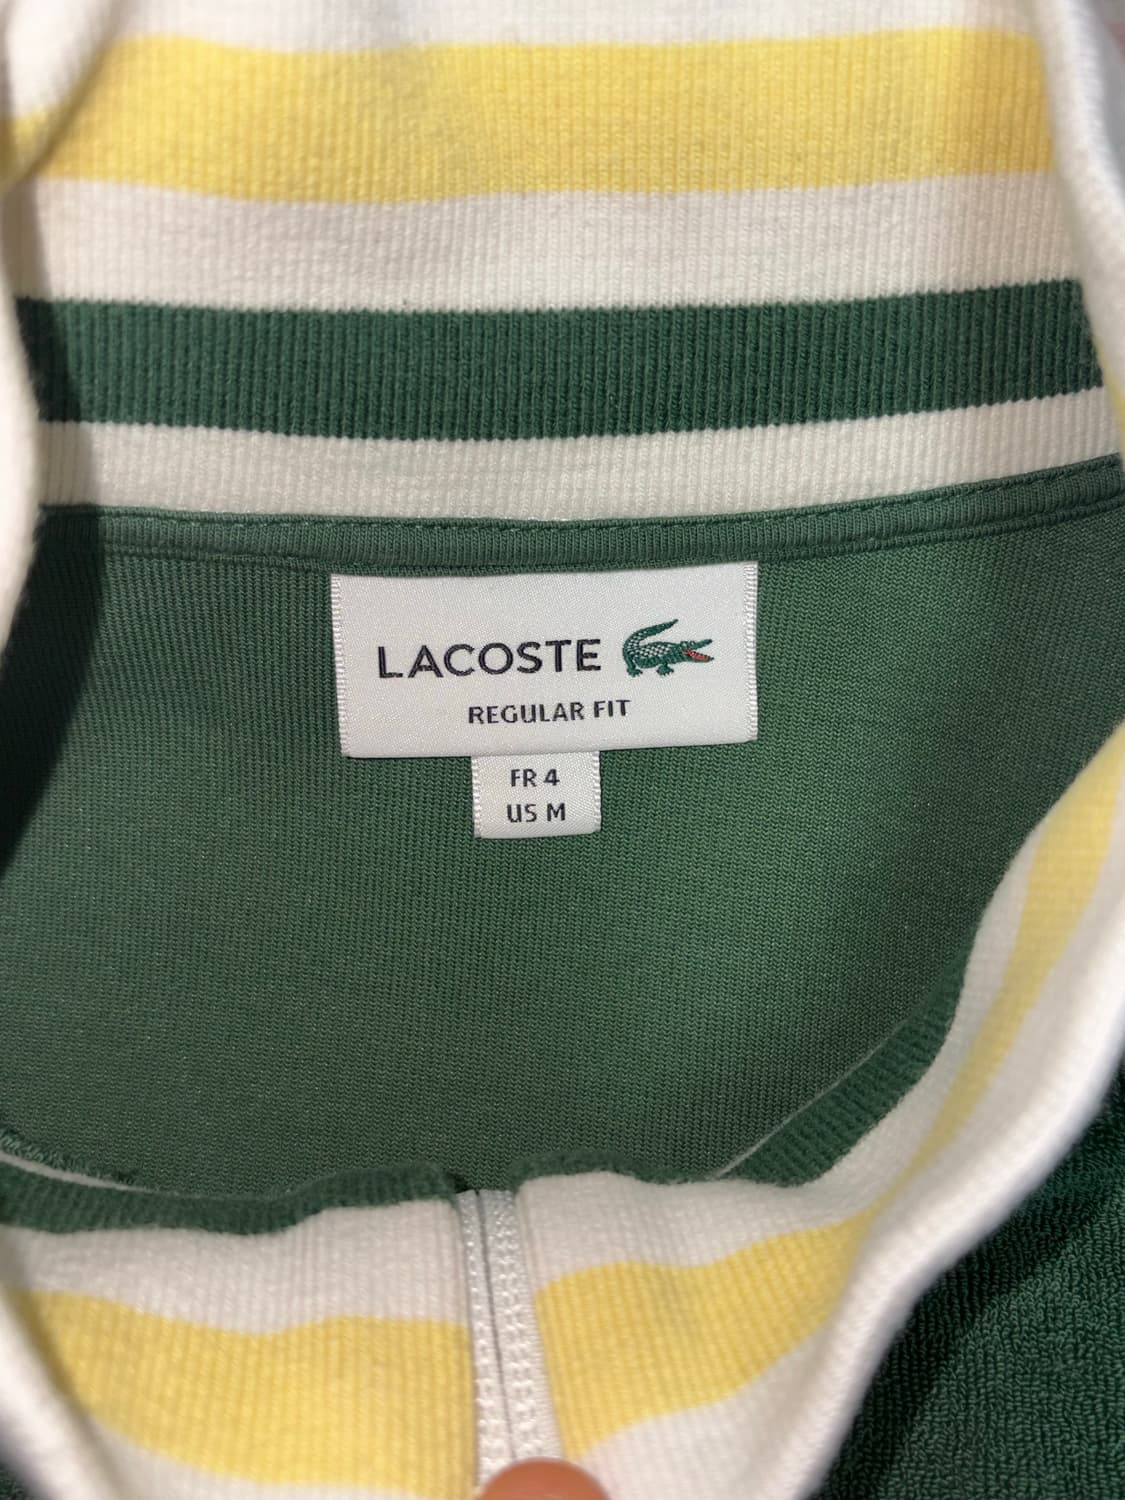 LACOSTE
REGULAR FIT
FR 4
US M